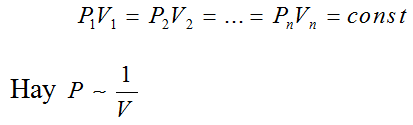 P₁V₁ = P₂V₂ = ... = PₙVₙ = const
Hay P ~ 1/V